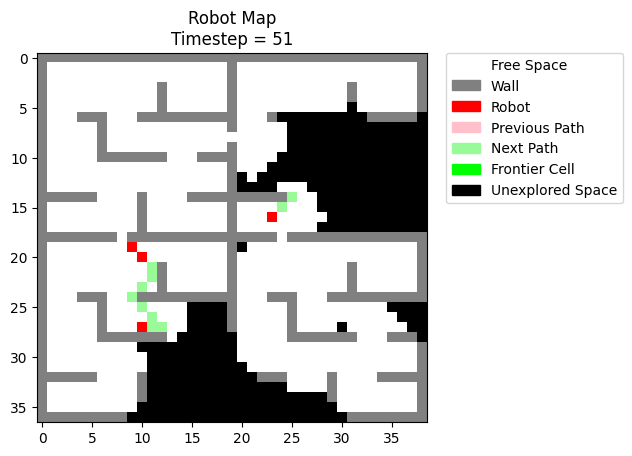 Robot Map
Timestep = 51
0
5
10
15
20
25
30
35
0
5
10
15
20
25
30
35
Free Space
Wall
Robot
Previous Path
Next Path
Frontier Cell
Unexplored Space